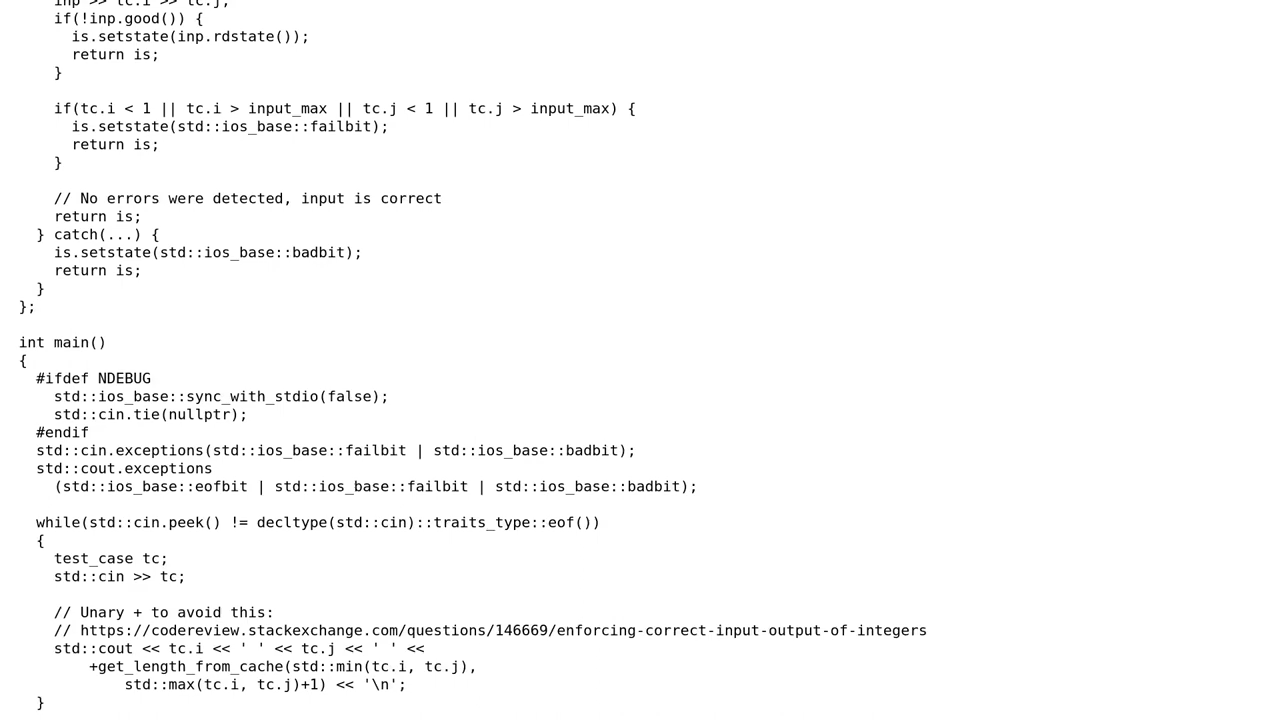 inp >> tc.i >> tc.j;
if(!inp.good()) {
is.setstate(inp.rdstate());
return is;
}
if(tc.i < 1 || tc.i > input_max || tc.j < 1 || tc.j > input_max) {
is.setstate(std::ios_base::failbit);
return is;
}
// No errors were detected, input is correct
return is;
} catch(...) {
is.setstate(std::ios_base::badbit);
return is;
}
};
int main()
{
#ifdef NDEBUG
std::ios_base::sync_with_stdio(false);
std::cin.tie(nullptr);
#endif
std::cin.exceptions(std::ios_base::failbit | std::ios_base::badbit);
std::cout.exceptions
(std::ios_base::eofbit | std::ios_base::failbit | std::ios_base::badbit);
while(std::cin.peek() != decltype(std::cin)::traits_type::eof())
{
test_case tc;
std::cin >> tc;
// Unary + to avoid this:
// https://codereview.stackexchange.com/questions/146669/enforcing-correct-input-output-of-integers
std::cout << tc.i << ' ' << tc.j << ' ' <<
+get_length_from_cache(std::min(tc.i, tc.j),
std::max(tc.i, tc.j)+1) << '\n';
}